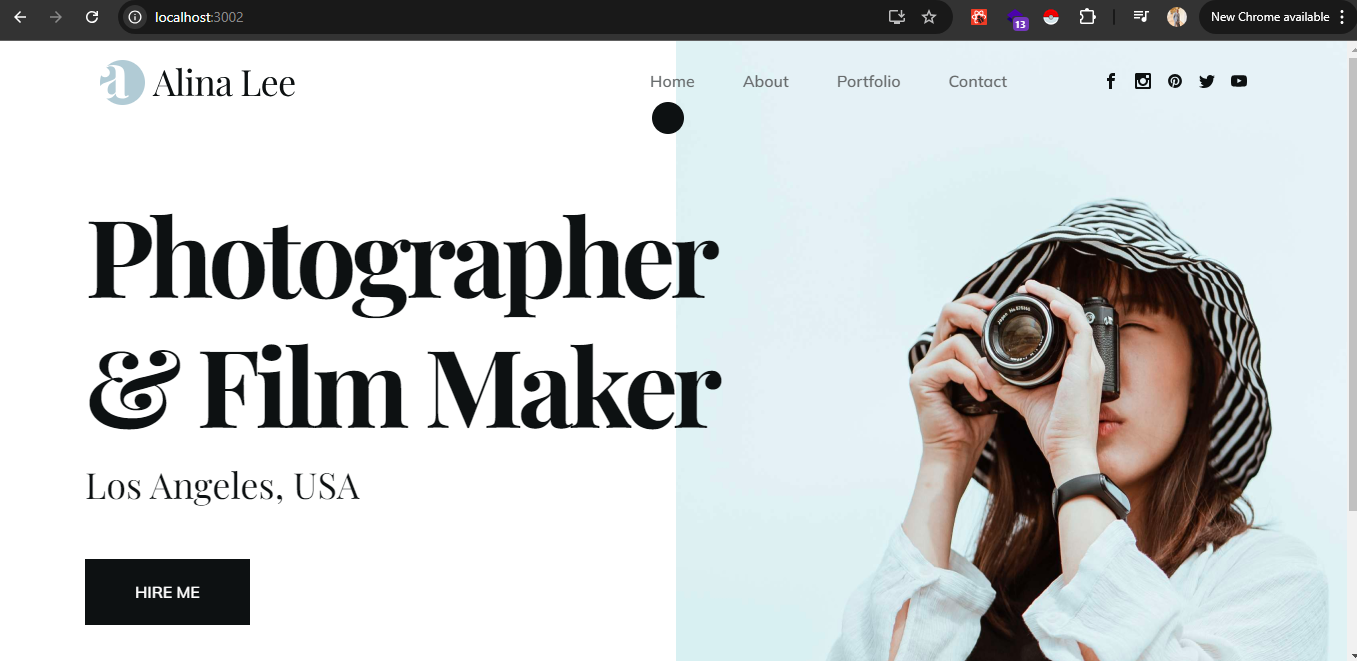 localhost:3002
13
New Chrome available
a Alina Lee
Home About Portfolio Contact
Photographer
& Film Maker
Los Angeles, USA
HIRE ME